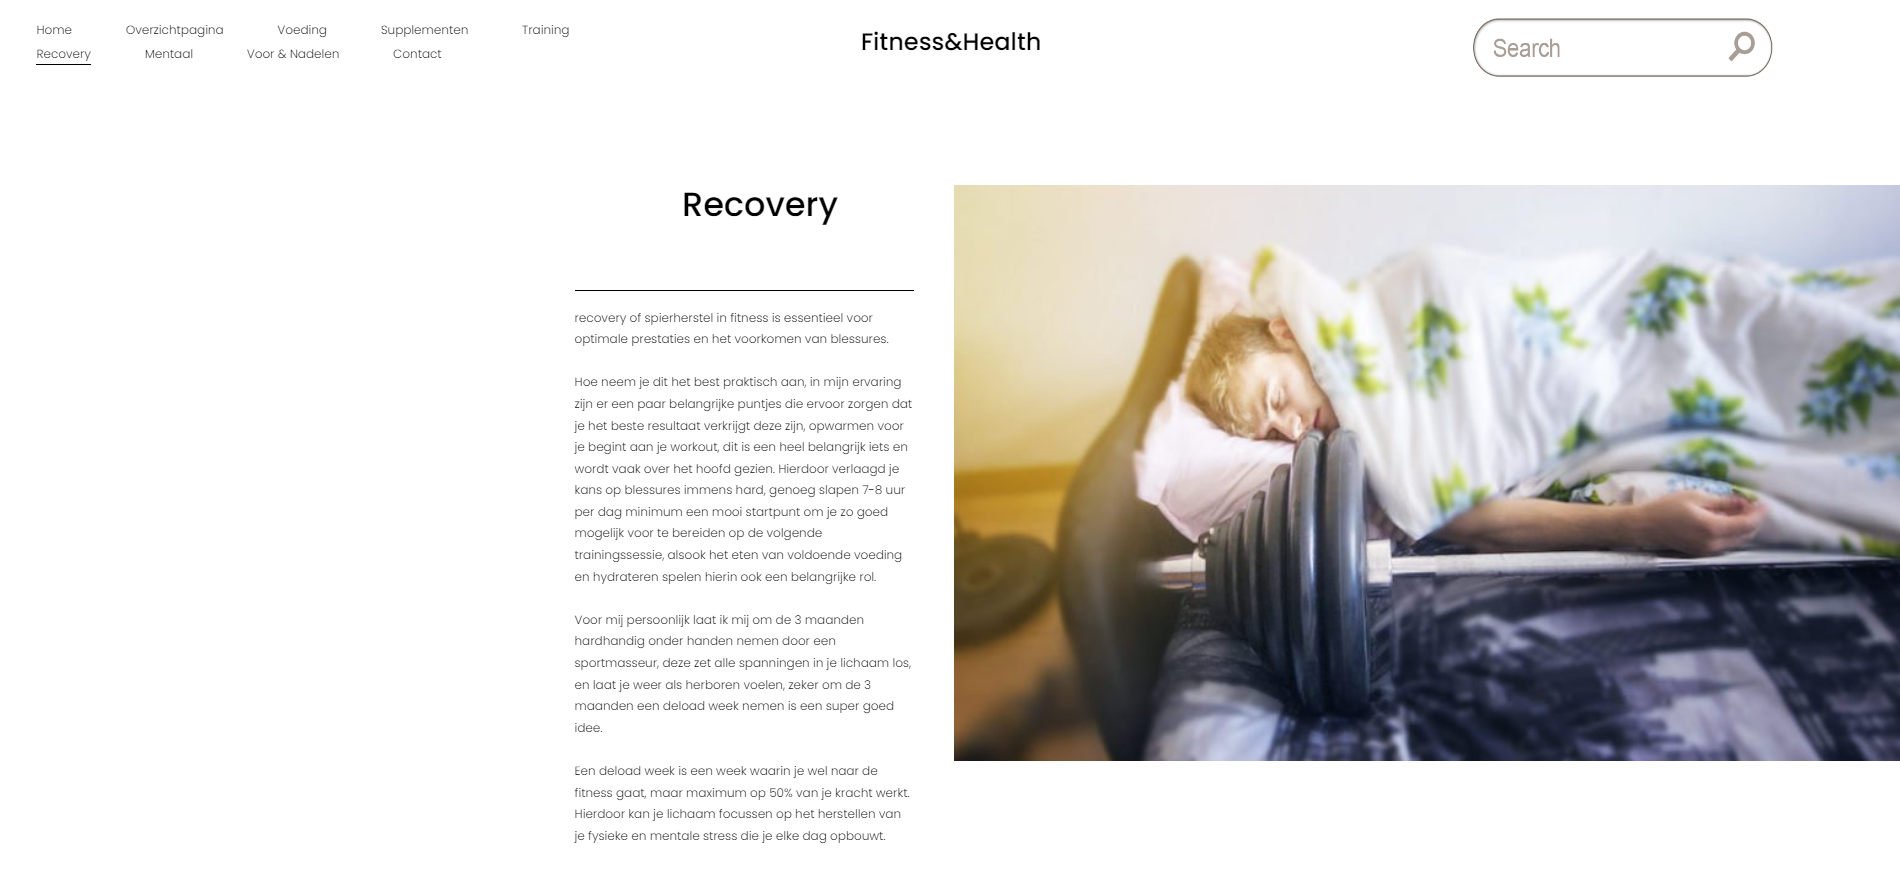 Home Overzichtpagina Voeding Supplementen Training
Recovery Mentaal Voor & Nadelen Contact
Fitness&Health
Search
Recovery
recovery of spierherstel in fitness is essentieel voor
optimale prestaties en het voorkomen van blessures.
Hoe neem je dit het best praktisch aan, in mijn ervaring
zijn er een paar belangrijke puntjes die ervoor zorgen dat
je het beste resultaat verkrijgt deze zijn, opwarmen voor
je begint aan je workout, dit is een heel belangrijk iets en
wordt vaak over het hoofd gezien. Hierdoor verlaagd je
kans op blessures immens hard, genoeg slapen 7-8 uur
per dag minimum een mooi startpunt om je zo goed
mogelijk voor te bereiden op de volgende
trainingssessie, alsook het eten van voldoende voeding
en hydrateren spelen hierin ook een belangrijke rol.
Voor mij persoonlijk laat ik mij om de 3 maanden
hardhandig onder handen nemen door een
sportmasseur, deze zet alle spanningen in je lichaam los,
en laat je weer als herboren voelen, zeker om de 3
maanden een deload week nemen is een super goed
idee.
Een deload week is een week waarin je wel naar de
fitness gaat, maar maximum op 50% van je kracht werkt.
Hierdoor kan je lichaam focussen op het herstellen van
je fysieke en mentale stress die je elke dag opbouwt.